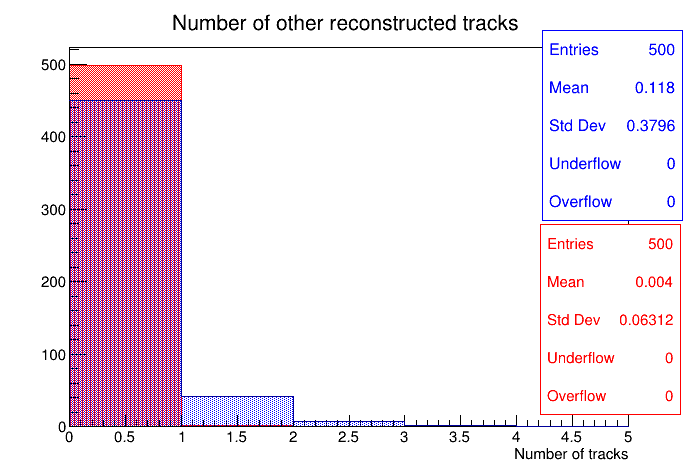 Number of other reconstructed tracks
Entries 500
Mean 0.118
Std Dev 0.3796
Underflow 0
Overflow 0
Entries 500
Mean 0.004
Std Dev 0.06312
Underflow 0
Overflow 0
500
400
300
200
100
0
0 0.5 1 1.5 2 2.5 3 3.5 4 4.5 5
Number of tracks